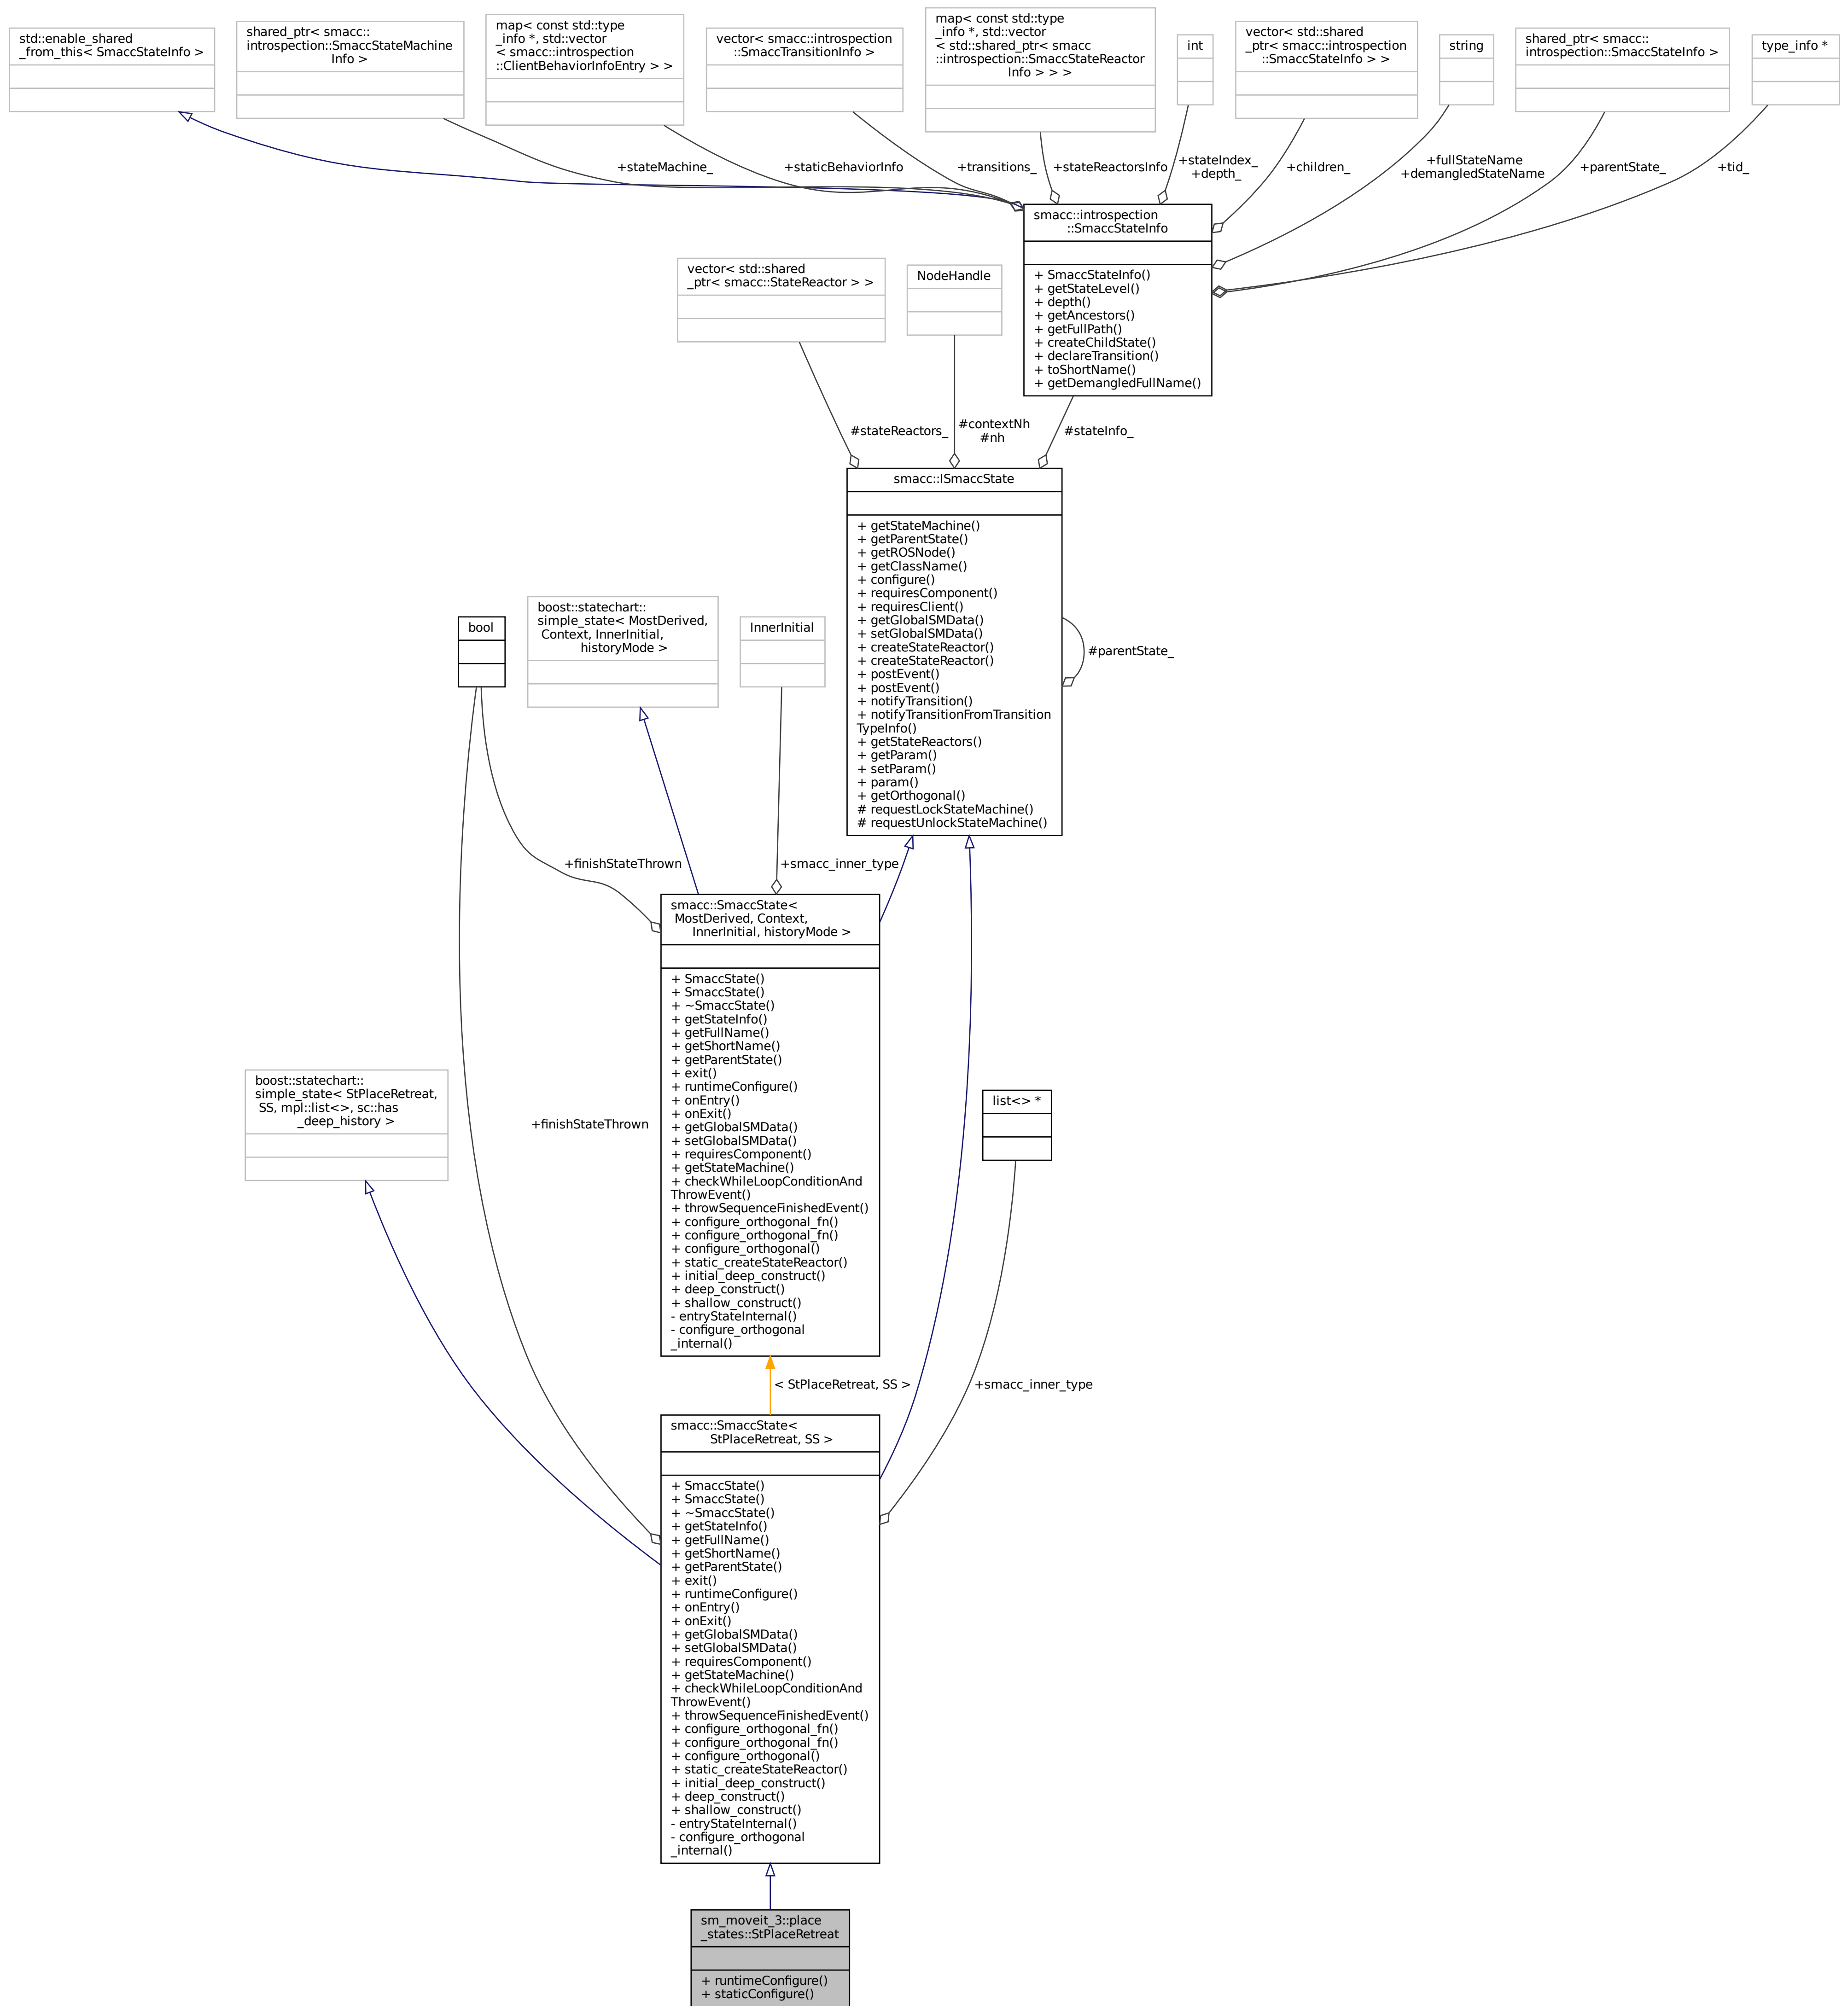 std::enable_shared
_from_this< SmaccStateInfo >
shared_ptr< smacc::
introspection::SmaccStateMachine
Info >
map< const std::type
_info *, std::vector
< smacc::introspection
::ClientBehaviorInfoEntry > >
vector< smacc::introspection
::SmaccTransitionInfo >
map< const std::type
_info *, std::vector
< std::shared_ptr< smacc
::introspection::SmaccStateReactor
Info > > >
int
vector< std::shared
_ptr< smacc::introspection
::SmaccStateInfo > >
string
shared_ptr< smacc::
introspection::SmaccStateInfo >
type_info *
+stateMachine_
+staticBehaviorInfo
+transitions_
+stateReactorsInfo
+stateIndex_
+depth_
+children_
+fullStateName
+demangledStateName
+parentState_
+tid_
smacc::introspection
::SmaccStateInfo
+ SmaccStateInfo()
+ getStateLevel()
+ depth()
+ getAncestors()
+ getFullPath()
+ createChildState()
+ declareTransition()
+ toShortName()
+ getDemangledFullName()
vector< std::shared
_ptr< smacc::StateReactor > >
NodeHandle
#stateReactors_
#contextNh
#nh
#stateInfo_
smacc::ISmaccState
+ getStateMachine()
+ getParentState()
+ getROSNode()
+ getClassName()
+ configure()
+ requiresComponent()
+ requiresClient()
+ getGlobalSMData()
+ setGlobalSMData()
+ createStateReactor()
+ createStateReactor()
+ postEvent()
+ postEvent()
+ notifyTransition()
+ notifyTransitionFromTransition
TypeInfo()
+ getStateReactors()
+ getParam()
+ setParam()
+ param()
+ getOrthogonal()
# requestLockStateMachine()
# requestUnlockStateMachine()
#parentState_
bool
boost::statechart::
simple_state< MostDerived,
Context, InnerInitial,
historyMode >
InnerInitial
+finishStateThrown
+smacc_inner_type
smacc::SmaccState<
MostDerived, Context,
InnerInitial, historyMode >
+ SmaccState()
+ SmaccState()
+ ~SmaccState()
+ getStateInfo()
+ getFullName()
+ getShortName()
+ getParentState()
+ exit()
+ runtimeConfigure()
+ onEntry()
+ onExit()
+ getGlobalSMData()
+ setGlobalSMData()
+ requiresComponent()
+ getStateMachine()
+ checkWhileLoopConditionAnd
ThrowEvent()
+ throwSequenceFinishedEvent()
+ configure_orthogonal_fn()
+ configure_orthogonal_fn()
+ configure_orthogonal()
+ static_createStateReactor()
+ initial_deep_construct()
+ deep_construct()
+ shallow_construct()
- entryStateInternal()
- configure_orthogonal
_internal()
boost::statechart::
simple_state< StPlaceRetreat,
SS, mpl::list<>, sc::has
_deep_history >
+finishStateThrown
list<> *
< StPlaceRetreat, SS >
+smacc_inner_type
smacc::SmaccState<
StPlaceRetreat, SS >
+ SmaccState()
+ SmaccState()
+ ~SmaccState()
+ getStateInfo()
+ getFullName()
+ getShortName()
+ getParentState()
+ exit()
+ runtimeConfigure()
+ onEntry()
+ onExit()
+ getGlobalSMData()
+ setGlobalSMData()
+ requiresComponent()
+ getStateMachine()
+ checkWhileLoopConditionAnd
ThrowEvent()
+ throwSequenceFinishedEvent()
+ configure_orthogonal_fn()
+ configure_orthogonal_fn()
+ configure_orthogonal()
+ static_createStateReactor()
+ initial_deep_construct()
+ deep_construct()
+ shallow_construct()
- entryStateInternal()
- configure_orthogonal
_internal()
sm_moveit_3::place
_states::StPlaceRetreat
+ runtimeConfigure()
+ staticConfigure()